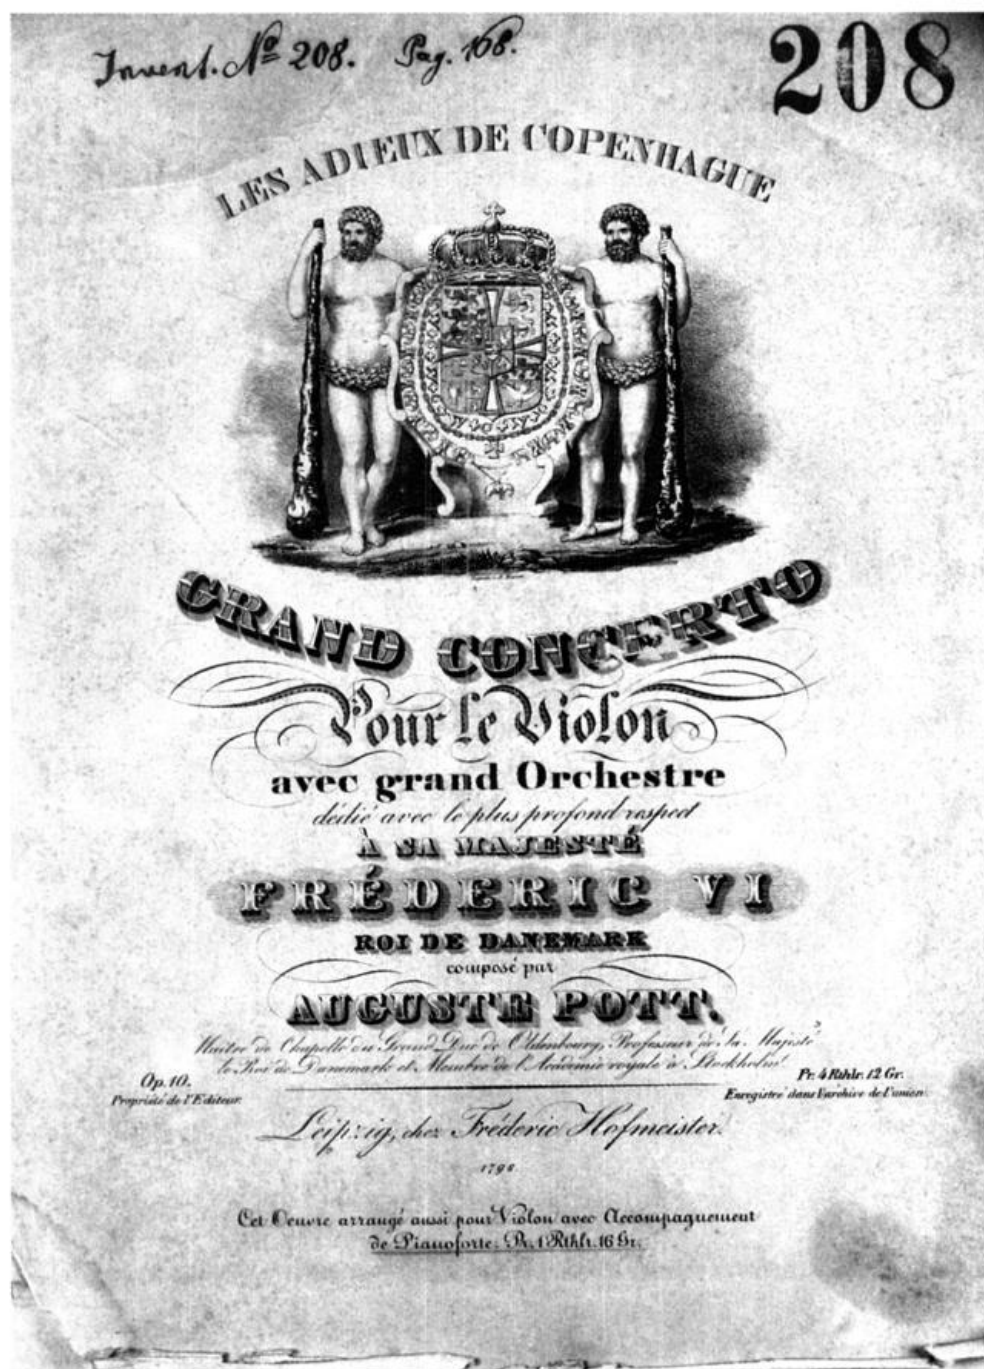 Invent. No 208. Pag. 168.
208
LES ADIEUX DE COPENHAGUE
GRAND CONCERTO
Pour le Violon
avec grand Orchestre
dédié avec le plus profond respect
À SA MAJESTÉ
FRÉDERIC VI
ROI DE DANEMARK
composé par
AUGUSTE POTT.
Maitre de Chapelle du Grand Duc de Oldenbourg, Professeur de Sa Majesté
le Roi de Danemark et Membre de l'Académie royale à Stockholm.
Op. 10.
Propriété de l'Editeur.
Pr. 4 Rthlr. 12 Gr.
Enregistré dans l'archive de l'union.
Leipzig, chez Fréderic Hofmeister.
1796
Cet Oeuvre arrangé aussi pour Violon avec Accompagnement
de Pianoforte. Pr. 1 Rthlr. 16 Gr.